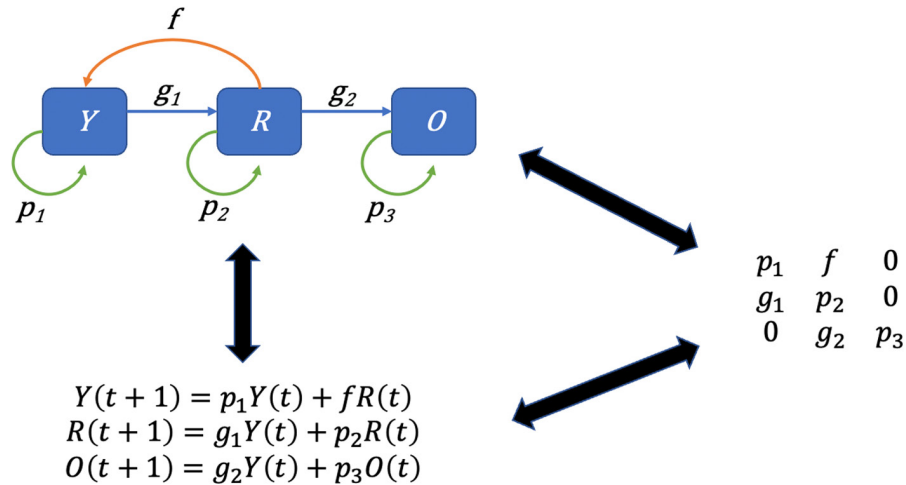 f
g₁ g₂
Y R O
p₁ p₂ p₃
p₁ f 0
g₁ p₂ 0
0 g₂ p₃
Y(t + 1) = p₁Y(t) + fR(t)
R(t + 1) = g₁Y(t) + p₂R(t)
O(t + 1) = g₂Y(t) + p₃O(t)